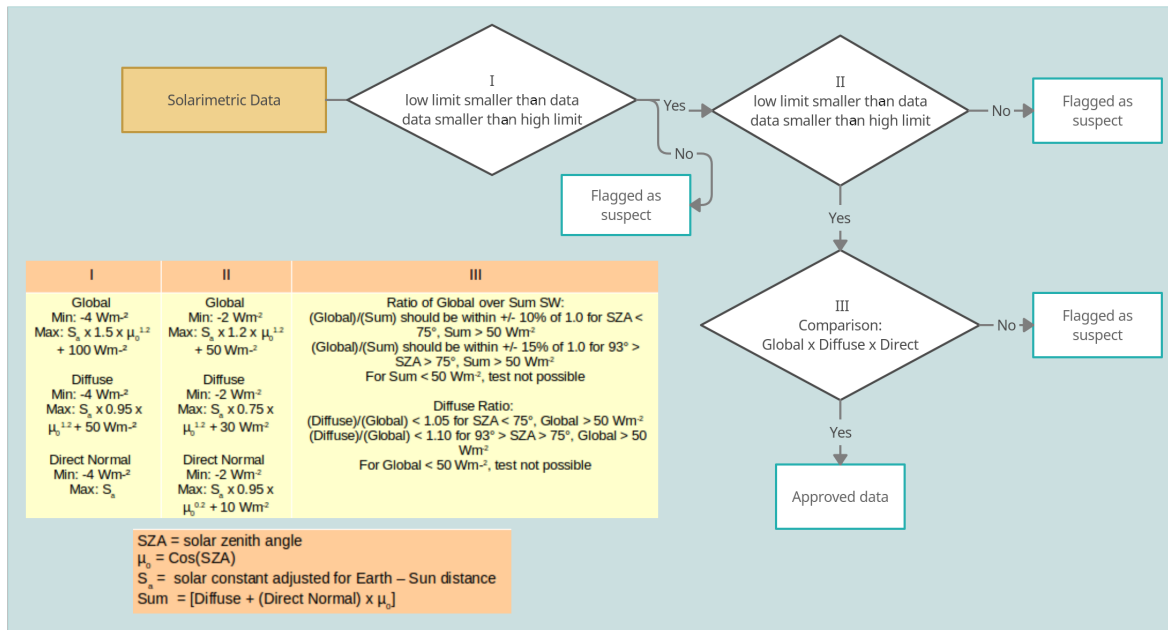 Solarimetric Data
I
low limit smaller than data
data smaller than high limit
Yes
No
Flagged as
suspect
II
low limit smaller than data
data smaller than high limit
No
Flagged as
suspect
Yes
III
Comparison:
Global x Diffuse x Direct
No
Flagged as
suspect
Yes
Approved data
I
Global
Min: -4 Wm-²
Max: Sₐ x 1.5 x µ₀¹·²
+ 100 Wm-²
Diffuse
Min: -4 Wm-²
Max: Sₐ x 0.95 x
µ₀¹·² + 50 Wm-²
Direct Normal
Min: -4 Wm-²
Max: Sₐ
II
Global
Min: -2 Wm⁻²
Max: Sₐ x 1.2 x µ₀¹·²
+ 50 Wm-²
Diffuse
Min: -2 Wm⁻²
Max: Sₐ x 0.75 x
µ₀¹·² + 30 Wm⁻²
Direct Normal
Min: -2 Wm⁻²
Max: Sₐ x 0.95 x
µ₀⁰·² + 10 Wm⁻²
III
Ratio of Global over Sum SW:
(Global)/(Sum) should be within +/- 10% of 1.0 for SZA <
75°, Sum > 50 Wm⁻²
(Global)/(Sum) should be within +/- 15% of 1.0 for 93° >
SZA > 75°, Sum > 50 Wm⁻²
For Sum < 50 Wm⁻², test not possible
Diffuse Ratio:
(Diffuse)/(Global) < 1.05 for SZA < 75°, Global > 50 Wm⁻²
(Diffuse)/(Global) < 1.10 for 93° > SZA > 75°, Global > 50
Wm⁻²
For Global < 50 Wm-², test not possible
SZA = solar zenith angle
µ₀ = Cos(SZA)
Sₐ = solar constant adjusted for Earth – Sun distance
Sum = [Diffuse + (Direct Normal) x µ₀]